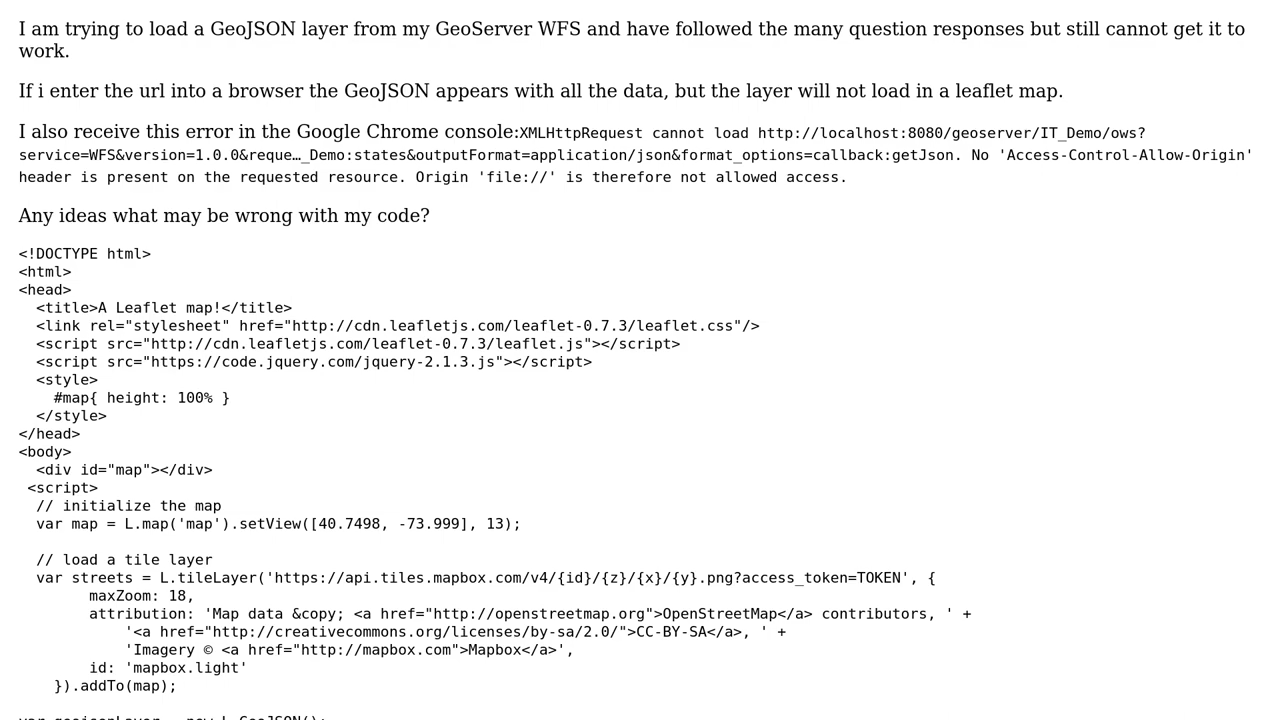 I am trying to load a GeoJSON layer from my GeoServer WFS and have followed the many question responses but still cannot get it to
work.
If i enter the url into a browser the GeoJSON appears with all the data, but the layer will not load in a leaflet map.
I also receive this error in the Google Chrome console:XMLHttpRequest cannot load http://localhost:8080/geoserver/IT_Demo/ows?
service=WFS&version=1.0.0&reque…_Demo:states&outputFormat=application/json&format_options=callback:getJson. No 'Access-Control-Allow-Origin'
header is present on the requested resource. Origin 'file://' is therefore not allowed access.
Any ideas what may be wrong with my code?
<!DOCTYPE html>
<html>
<head>
  <title>A Leaflet map!</title>
  <link rel="stylesheet" href="http://cdn.leafletjs.com/leaflet-0.7.3/leaflet.css"/>
  <script src="http://cdn.leafletjs.com/leaflet-0.7.3/leaflet.js"></script>
  <script src="https://code.jquery.com/jquery-2.1.3.js"></script>
  <style>
    #map{ height: 100% }
  </style>
</head>
<body>
  <div id="map"></div>
 <script>
  // initialize the map
  var map = L.map('map').setView([40.7498, -73.999], 13);
  // load a tile layer
  var streets = L.tileLayer('https://api.tiles.mapbox.com/v4/{id}/{z}/{x}/{y}.png?access_token=TOKEN', {
        maxZoom: 18,
        attribution: 'Map data &copy; <a href="http://openstreetmap.org">OpenStreetMap</a> contributors, ' +
            '<a href="http://creativecommons.org/licenses/by-sa/2.0/">CC-BY-SA</a>, ' +
            'Imagery © <a href="http://mapbox.com">Mapbox</a>',
        id: 'mapbox.light'
    }).addTo(map);